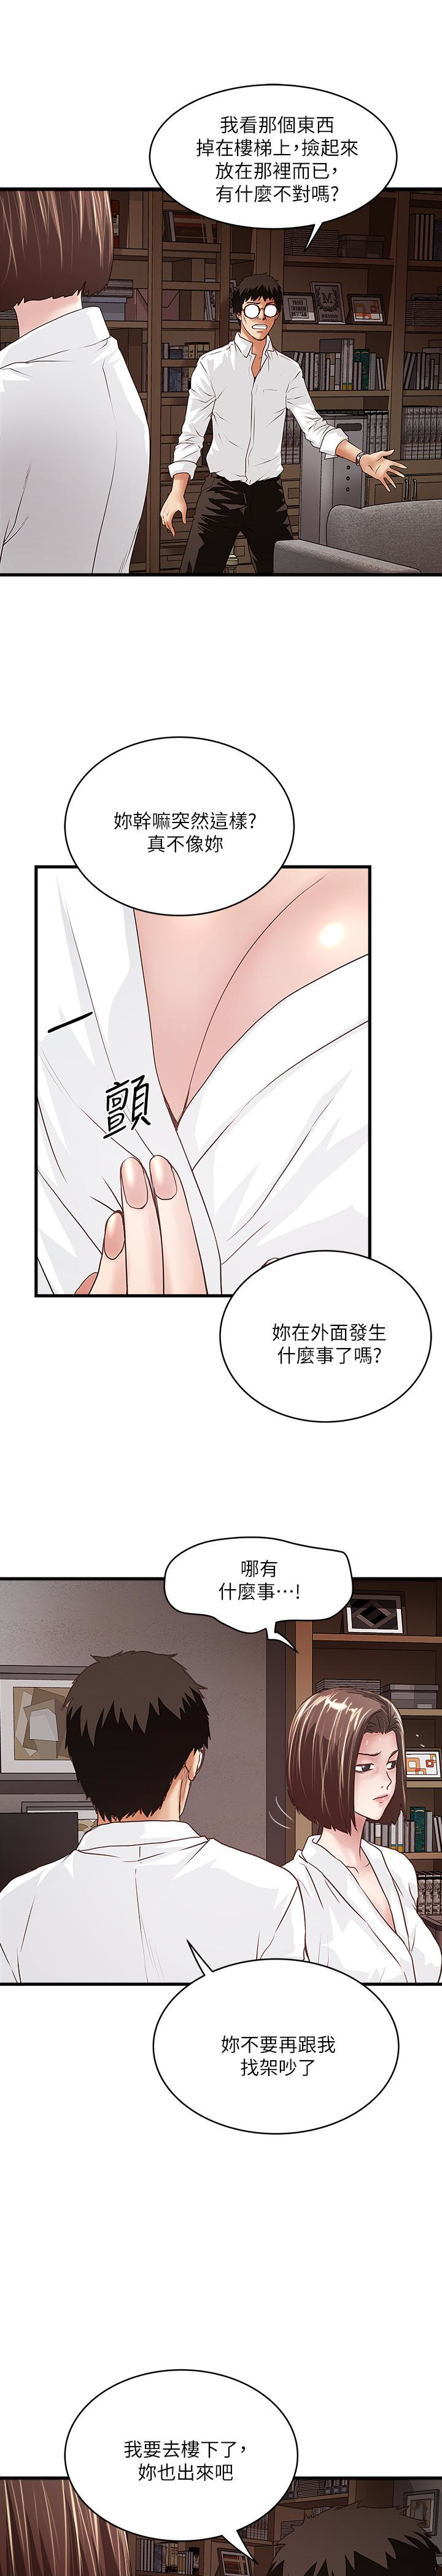 我看那個東西
掉在樓梯上，撿起來
放在那裡而已，
有什麼不對嗎？
妳幹嘛突然這樣？
真不像妳
顫
妳在外面發生
什麼事了嗎？
哪有
什麼事…！
妳不要再跟我
找架吵了
我要去樓下了，
妳也出來吧